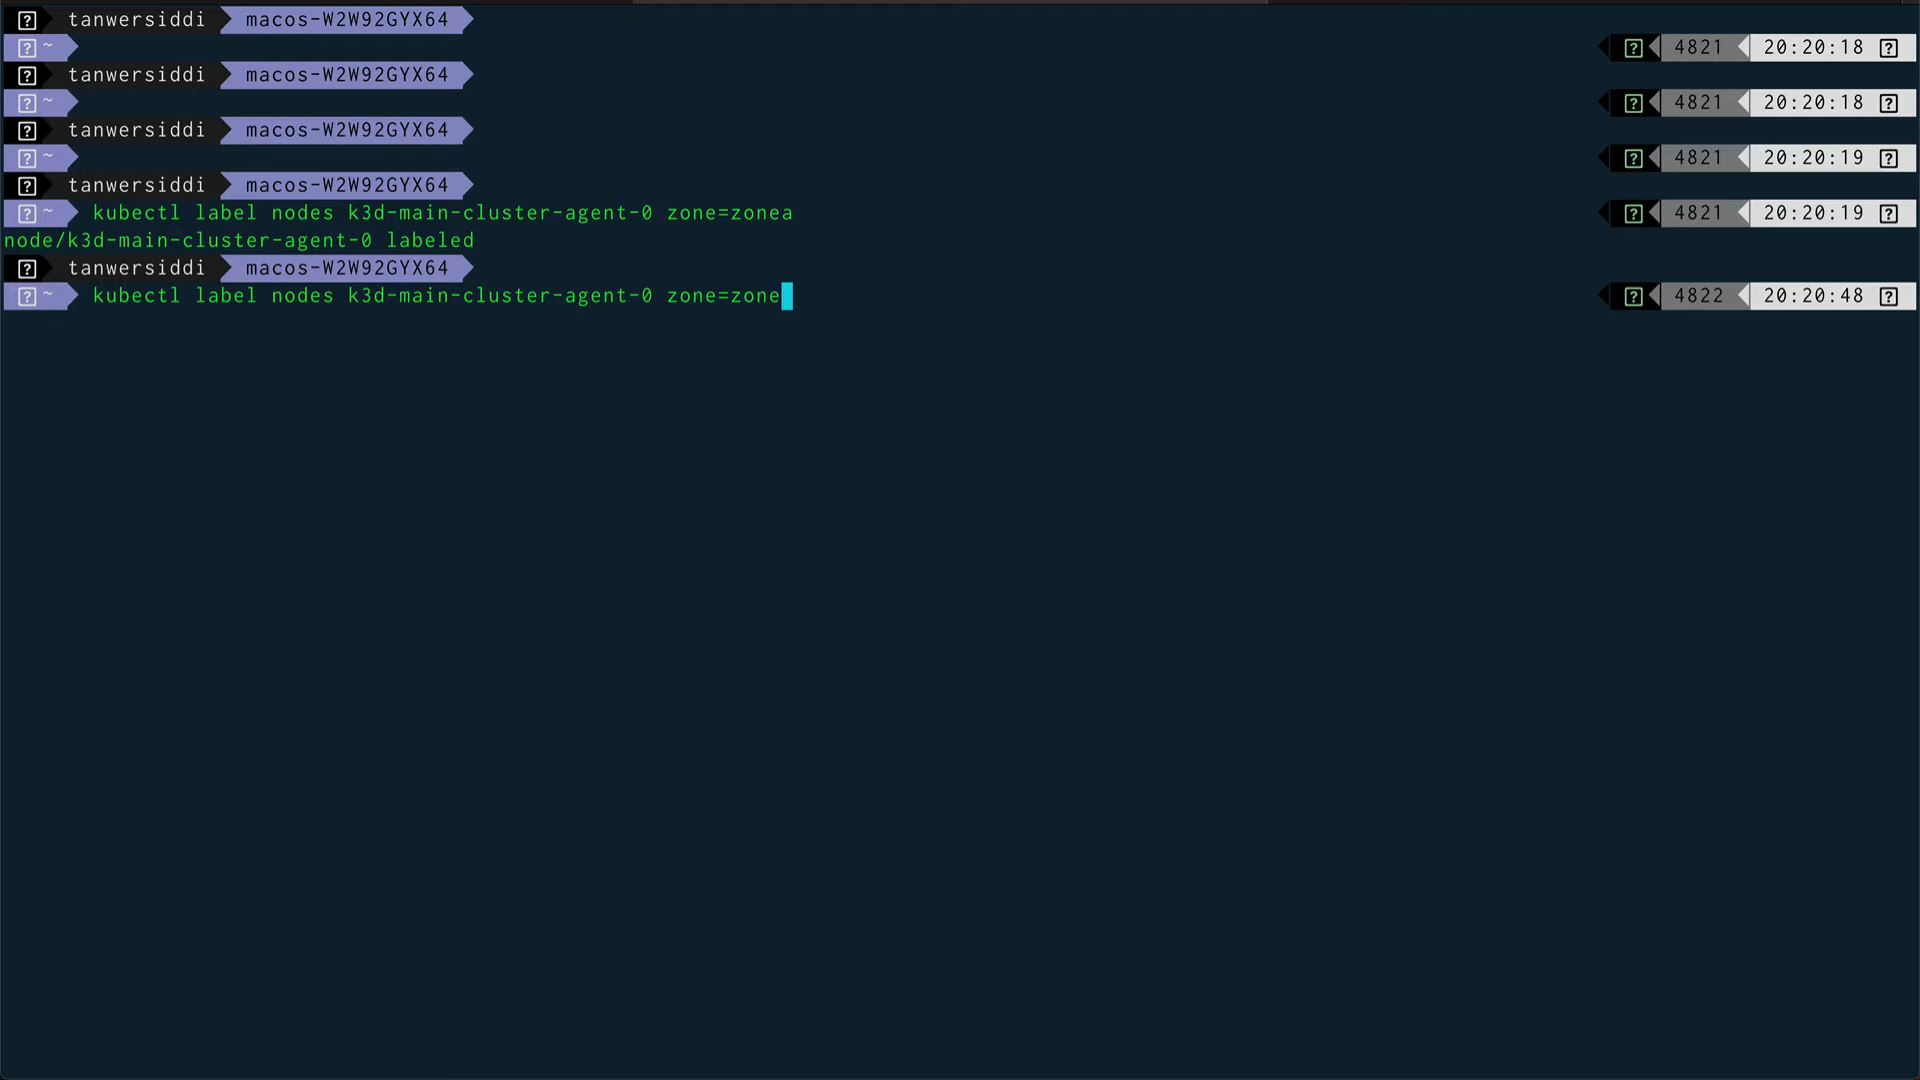 tanwersiddi macos-W2W92GYX64
~ 4821 20:20:18
tanwersiddi macos-W2W92GYX64
~ 4821 20:20:18
tanwersiddi macos-W2W92GYX64
~ 4821 20:20:19
tanwersiddi macos-W2W92GYX64
~ kubectl label nodes k3d-main-cluster-agent-0 zone=zonea 4821 20:20:19
node/k3d-main-cluster-agent-0 labeled
tanwersiddi macos-W2W92GYX64
~ kubectl label nodes k3d-main-cluster-agent-0 zone=zone 4822 20:20:48